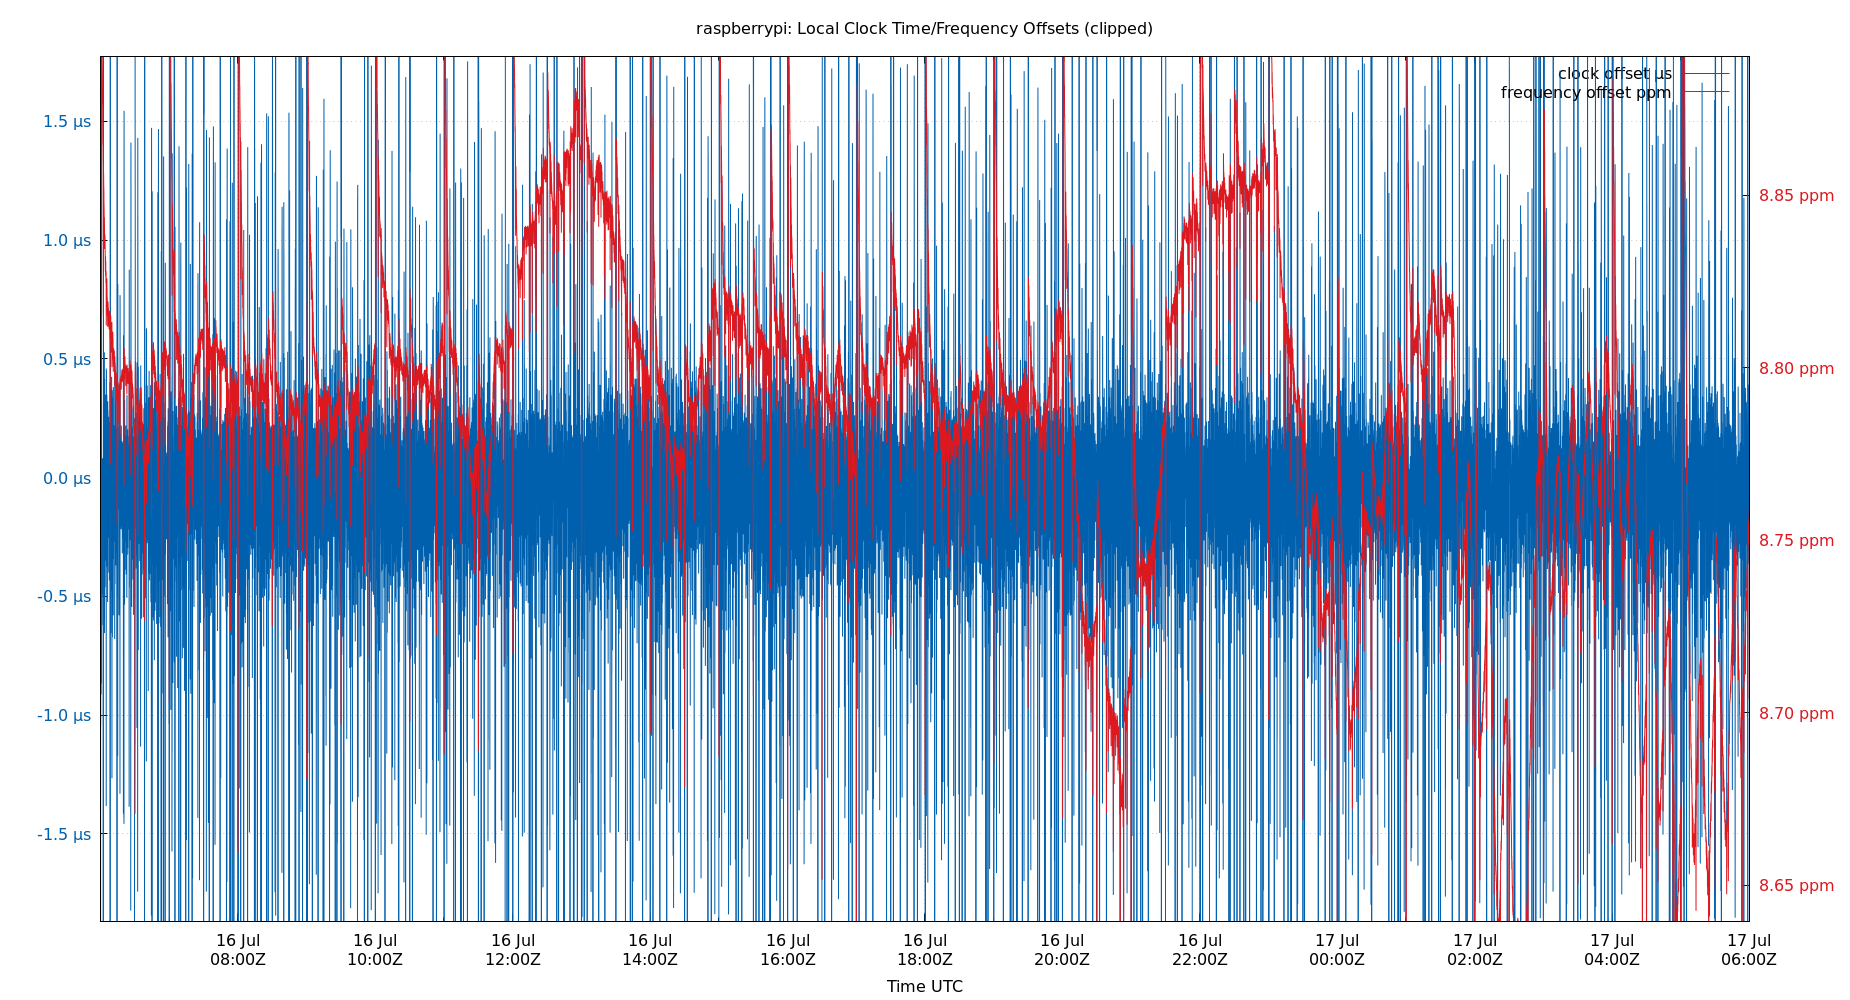 raspberrypi: Local Clock Time/Frequency Offsets (clipped)
clock offset µs
frequency offset ppm
1.5 µs
1.0 µs
0.5 µs
0.0 µs
-0.5 µs
-1.0 µs
-1.5 µs
8.85 ppm
8.80 ppm
8.75 ppm
8.70 ppm
8.65 ppm
16 Jul 16 Jul 16 Jul 16 Jul 16 Jul 16 Jul 16 Jul 16 Jul 17 Jul 17 Jul 17 Jul 17 Jul
08:00Z 10:00Z 12:00Z 14:00Z 16:00Z 18:00Z 20:00Z 22:00Z 00:00Z 02:00Z 04:00Z 06:00Z
Time UTC